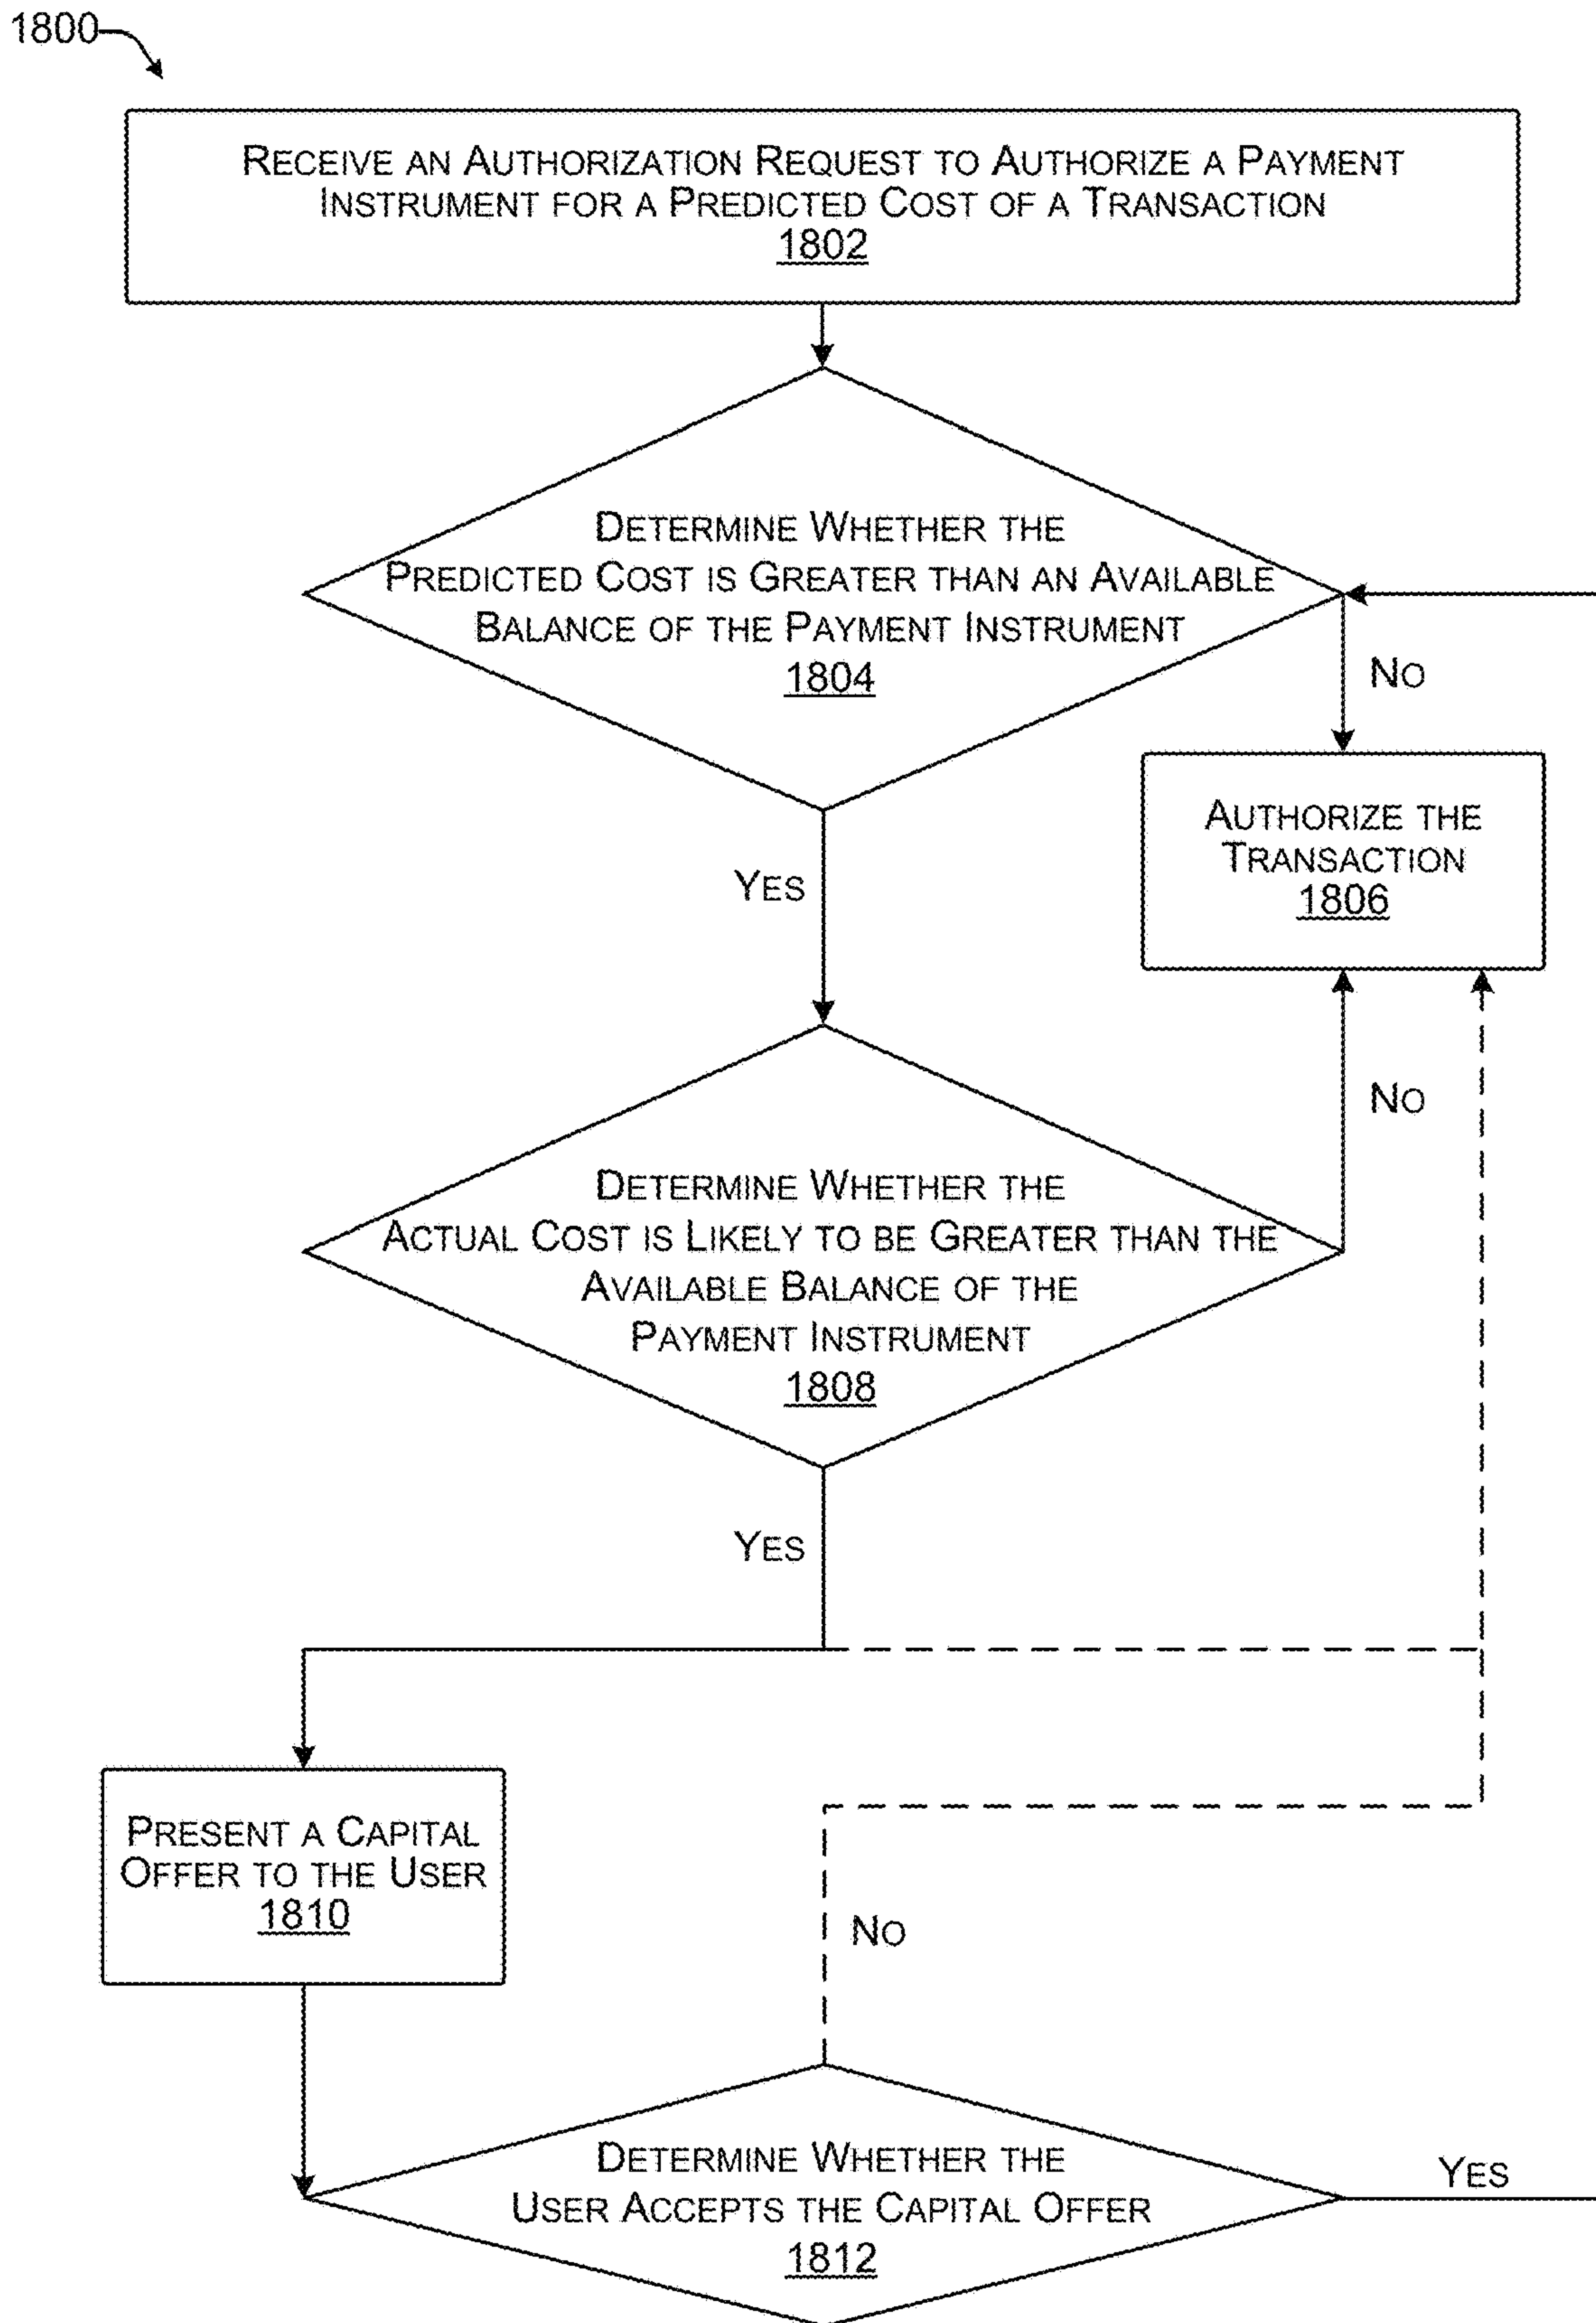 1800
RECEIVE AN AUTHORIZATION REQUEST TO AUTHORIZE A PAYMENT
INSTRUMENT FOR A PREDICTED COST OF A TRANSACTION
1802
DETERMINE WHETHER THE
PREDICTED COST IS GREATER THAN AN AVAILABLE
BALANCE OF THE PAYMENT INSTRUMENT
1804
NO
AUTHORIZE THE
TRANSACTION
1806
YES
NO
DETERMINE WHETHER THE
ACTUAL COST IS LIKELY TO BE GREATER THAN THE
AVAILABLE BALANCE OF THE
PAYMENT INSTRUMENT
1808
YES
PRESENT A CAPITAL
OFFER TO THE USER
1810
NO
DETERMINE WHETHER THE
USER ACCEPTS THE CAPITAL OFFER
1812
YES